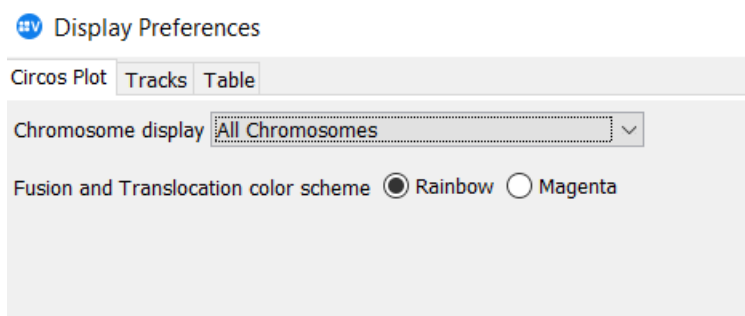 Display Preferences
Circos Plot Tracks Table
Chromosome display All Chromosomes
Fusion and Translocation color scheme Rainbow Magenta